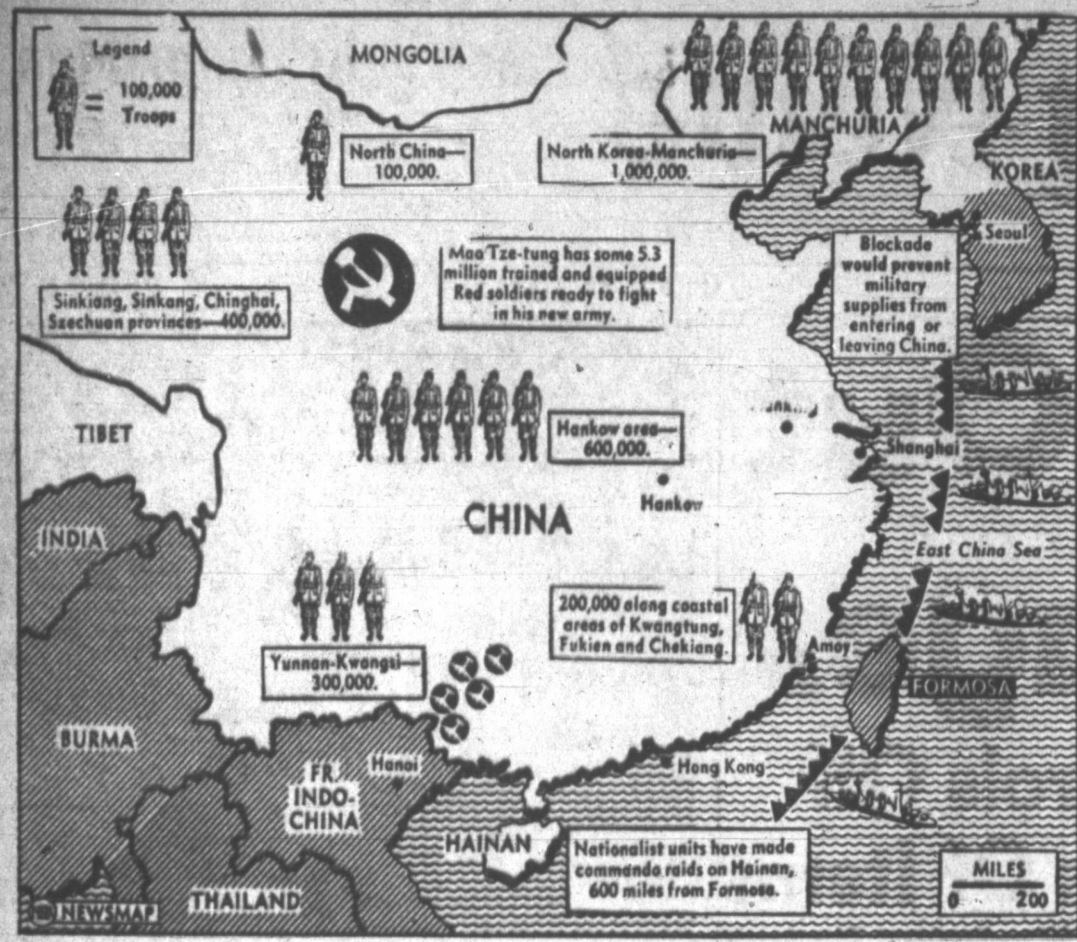 Legend
= 100,000
Troops
MONGOLIA
MANCHURIA
North China—
100,000.
North Korea-Manchuria—
1,000,000.
KOREA
Seoul
Sinkiang, Sinkang, Chinghai,
Szechuan provinces—400,000.
Mao Tze-tung has some 5.3
million trained and equipped
Red soldiers ready to fight
in his new army.
Blockade
would prevent
military
supplies from
entering or
leaving China.
TIBET
Hankow area—
600,000.
Shanghai
Hankow
CHINA
INDIA
East China Sea
200,000 along coastal
areas of Kwangtung,
Fukien and Chekiang.
Amoy
Yunnan-Kwangsi—
300,000.
FORMOSA
BURMA
Hanoi
Hong Kong
FR.
INDO-
CHINA
HAINAN
Nationalist units have made
commando raids on Hainan,
600 miles from Formosa.
MILES
0 200
THAILAND
NEWSMAP